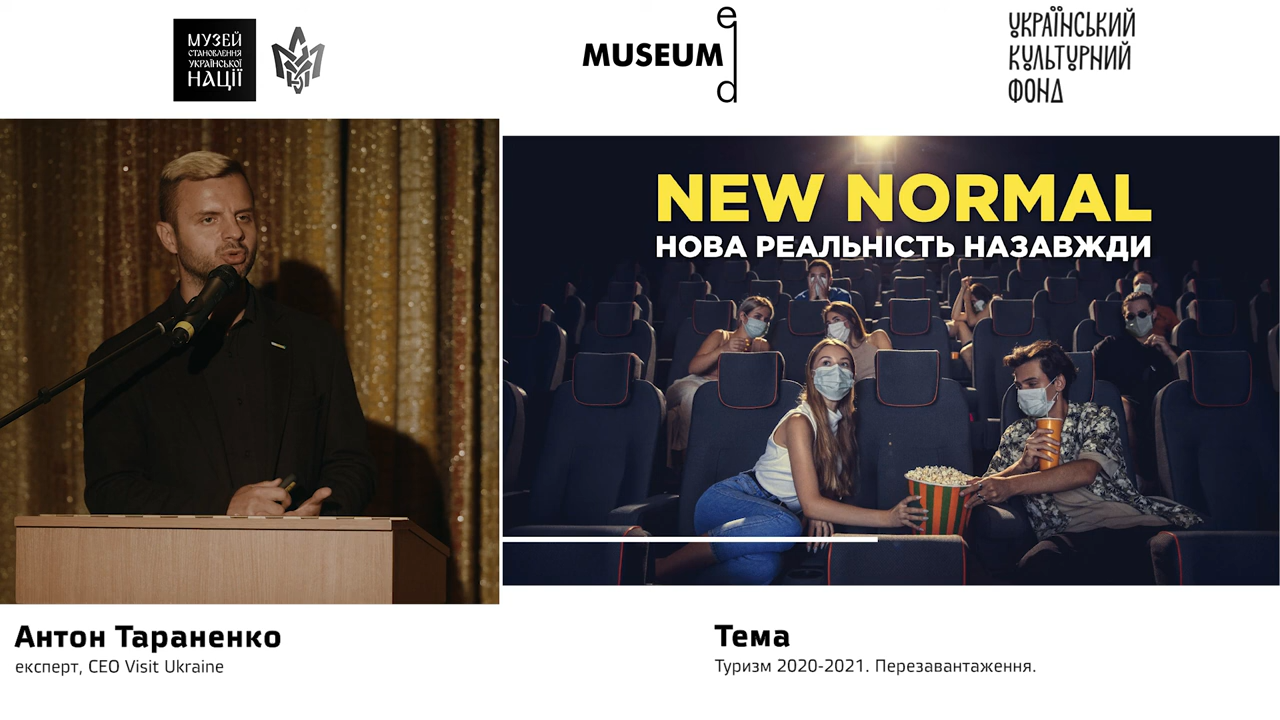 МУЗЕЙ
СТАНОВЛЕННЯ
УКРАЇНСЬКОЇ
НАЦІЇ
MUSEUM
ed
УКРАЇНСЬКИЙ
КУЛЬТУРНИЙ
ФОНД
NEW NORMAL
НОВА РЕАЛЬНІСТЬ НАЗАВЖДИ
Антон Тараненко
експерт, CEO Visit Ukraine
Тема
Туризм 2020-2021. Перезавантаження.